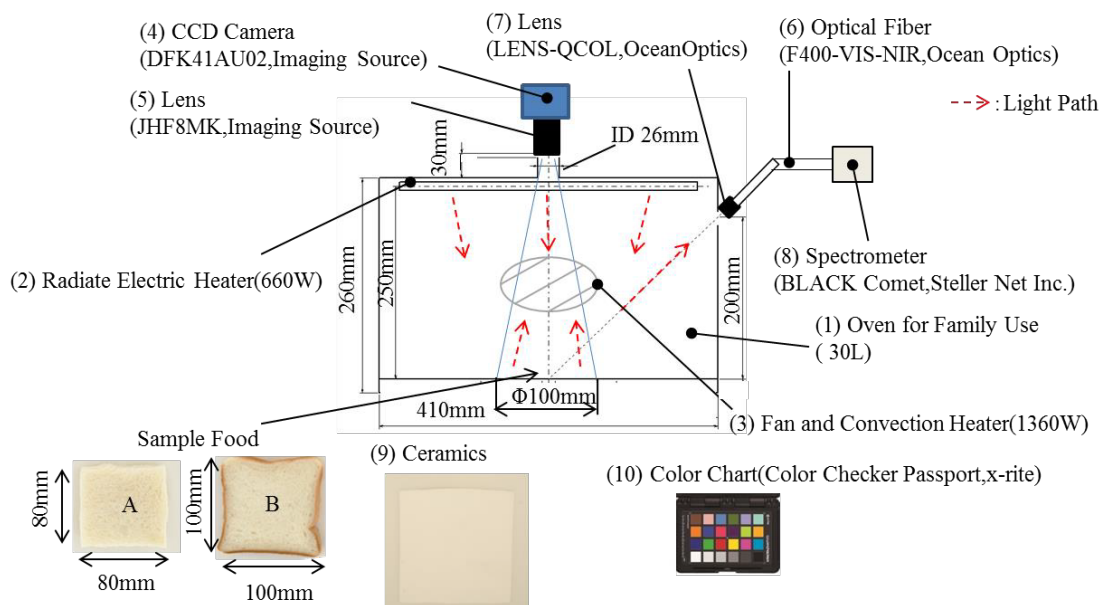 (4) CCD Camera
(DFK41AU02,Imaging Source)
(7) Lens
(LENS-QCOL,OceanOptics)
(6) Optical Fiber
(F400-VIS-NIR,Ocean Optics)
(5) Lens
(JHF8MK,Imaging Source)
: Light Path
30mm
ID 26mm
(2) Radiate Electric Heater(660W)
260mm
250mm
200mm
(8) Spectrometer
(BLACK Comet,Steller Net Inc.)
(1) Oven for Family Use
( 30L)
Φ100mm
410mm
(3) Fan and Convection Heater(1360W)
Sample Food
(9) Ceramics
(10) Color Chart(Color Checker Passport,x-rite)
80mm
A
100mm
B
80mm
100mm